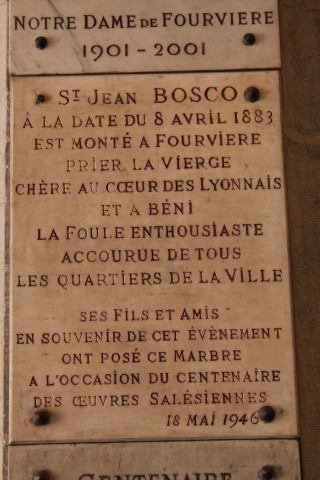 NOTRE DAME DE FOURVIERE
1901 - 2001
ST JEAN BOSCO
À LA DATE DU 8 AVRIL 1883
EST MONTÉ A FOURVIÈRE
PRIER LA VIERGE
CHÈRE AU CŒUR DES LYONNAIS
ET A BÉNI
LA FOULE ENTHOUSIASTE
ACCOURUE DE TOUS
LES QUARTIERS DE LA VILLE
SES FILS ET AMIS
EN SOUVENIR DE CET ÉVÈNEMENT
ONT POSÉ CE MARBRE
A L'OCCASION DU CENTENAIRE
DES ŒUVRES SALÉSIENNES
18 MAI 1946
CENTENAIRE